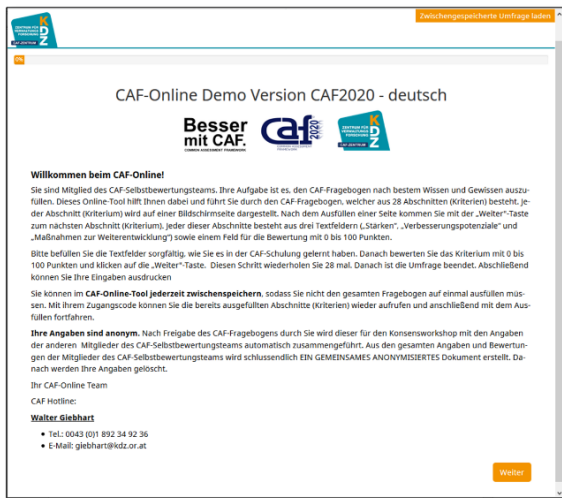 Zwischengespeicherte Umfrage laden
ZENTRUM FÜR
VERWALTUNGS
FORSCHUNG
KDZ
CAF-ZENTRUM
0%
CAF-Online Demo Version CAF2020 - deutsch
Besser
mit CAF.
COMMON ASSESSMENT FRAMEWORK
caf
2020
COMMON ASSESSMENT
FRAMEWORK
ZENTRUM FÜR
VERWALTUNGS
FORSCHUNG
KDZ
Willkommen beim CAF-Online!
Sie sind Mitglied des CAF-Selbstbewertungsteams. Ihre Aufgabe ist es, den CAF-Fragebogen nach bestem Wissen und Gewissen auszu-
füllen. Dieses Online-Tool hilft Ihnen dabei und führt Sie durch den CAF-Fragebogen, welcher aus 28 Abschnitten (Kriterien) besteht. Je-
der Abschnitt (Kriterium) wird auf einer Bildschirmseite dargestellt. Nach dem Ausfüllen einer Seite kommen Sie mit der „Weiter"-Taste
zum nächsten Abschnitt (Kriterium). Jeder dieser Abschnitte besteht aus drei Textfeldern („Stärken", „Verbesserungspotenziale" und
„Maßnahmen zur Weiterentwicklung") sowie einem Feld für die Bewertung mit 0 bis 100 Punkten.
Bitte befüllen Sie die Textfelder sorgfältig, wie Sie es in der CAF-Schulung gelernt haben. Danach bewerten Sie das Kriterium mit 0 bis
100 Punkten und klicken auf die „Weiter"-Taste. Diesen Schritt wiederholen Sie 28 mal. Danach ist die Umfrage beendet. Abschließend
können Sie Ihre Eingaben ausdrucken
Sie können im CAF-Online-Tool jederzeit zwischenspeichern, sodass Sie nicht den gesamten Fragebogen auf einmal ausfüllen müs-
sen. Mit ihrem Zugangscode können Sie die bereits ausgefüllten Abschnitte (Kriterien) wieder aufrufen und anschließend mit dem Aus-
füllen fortfahren.
Ihre Angaben sind anonym. Nach Freigabe des CAF-Fragebogens durch Sie wird dieser für den Konsensworkshop mit den Angaben
der anderen Mitglieder des CAF-Selbstbewertungsteams automatisch zusammengeführt. Aus den gesamten Angaben und Bewertun-
gen der Mitglieder des CAF-Selbstbewertungsteams wird schlussendlich EIN GEMEINSAMES ANONYMISIERTES Dokument erstellt. Da-
nach werden Ihre Angaben gelöscht.
Ihr CAF-Online Team
CAF Hotline:
Walter Giebhart
• Tel.: 0043 (0)1 892 34 92 36
• E-Mail: giebhart@kdz.or.at
Weiter